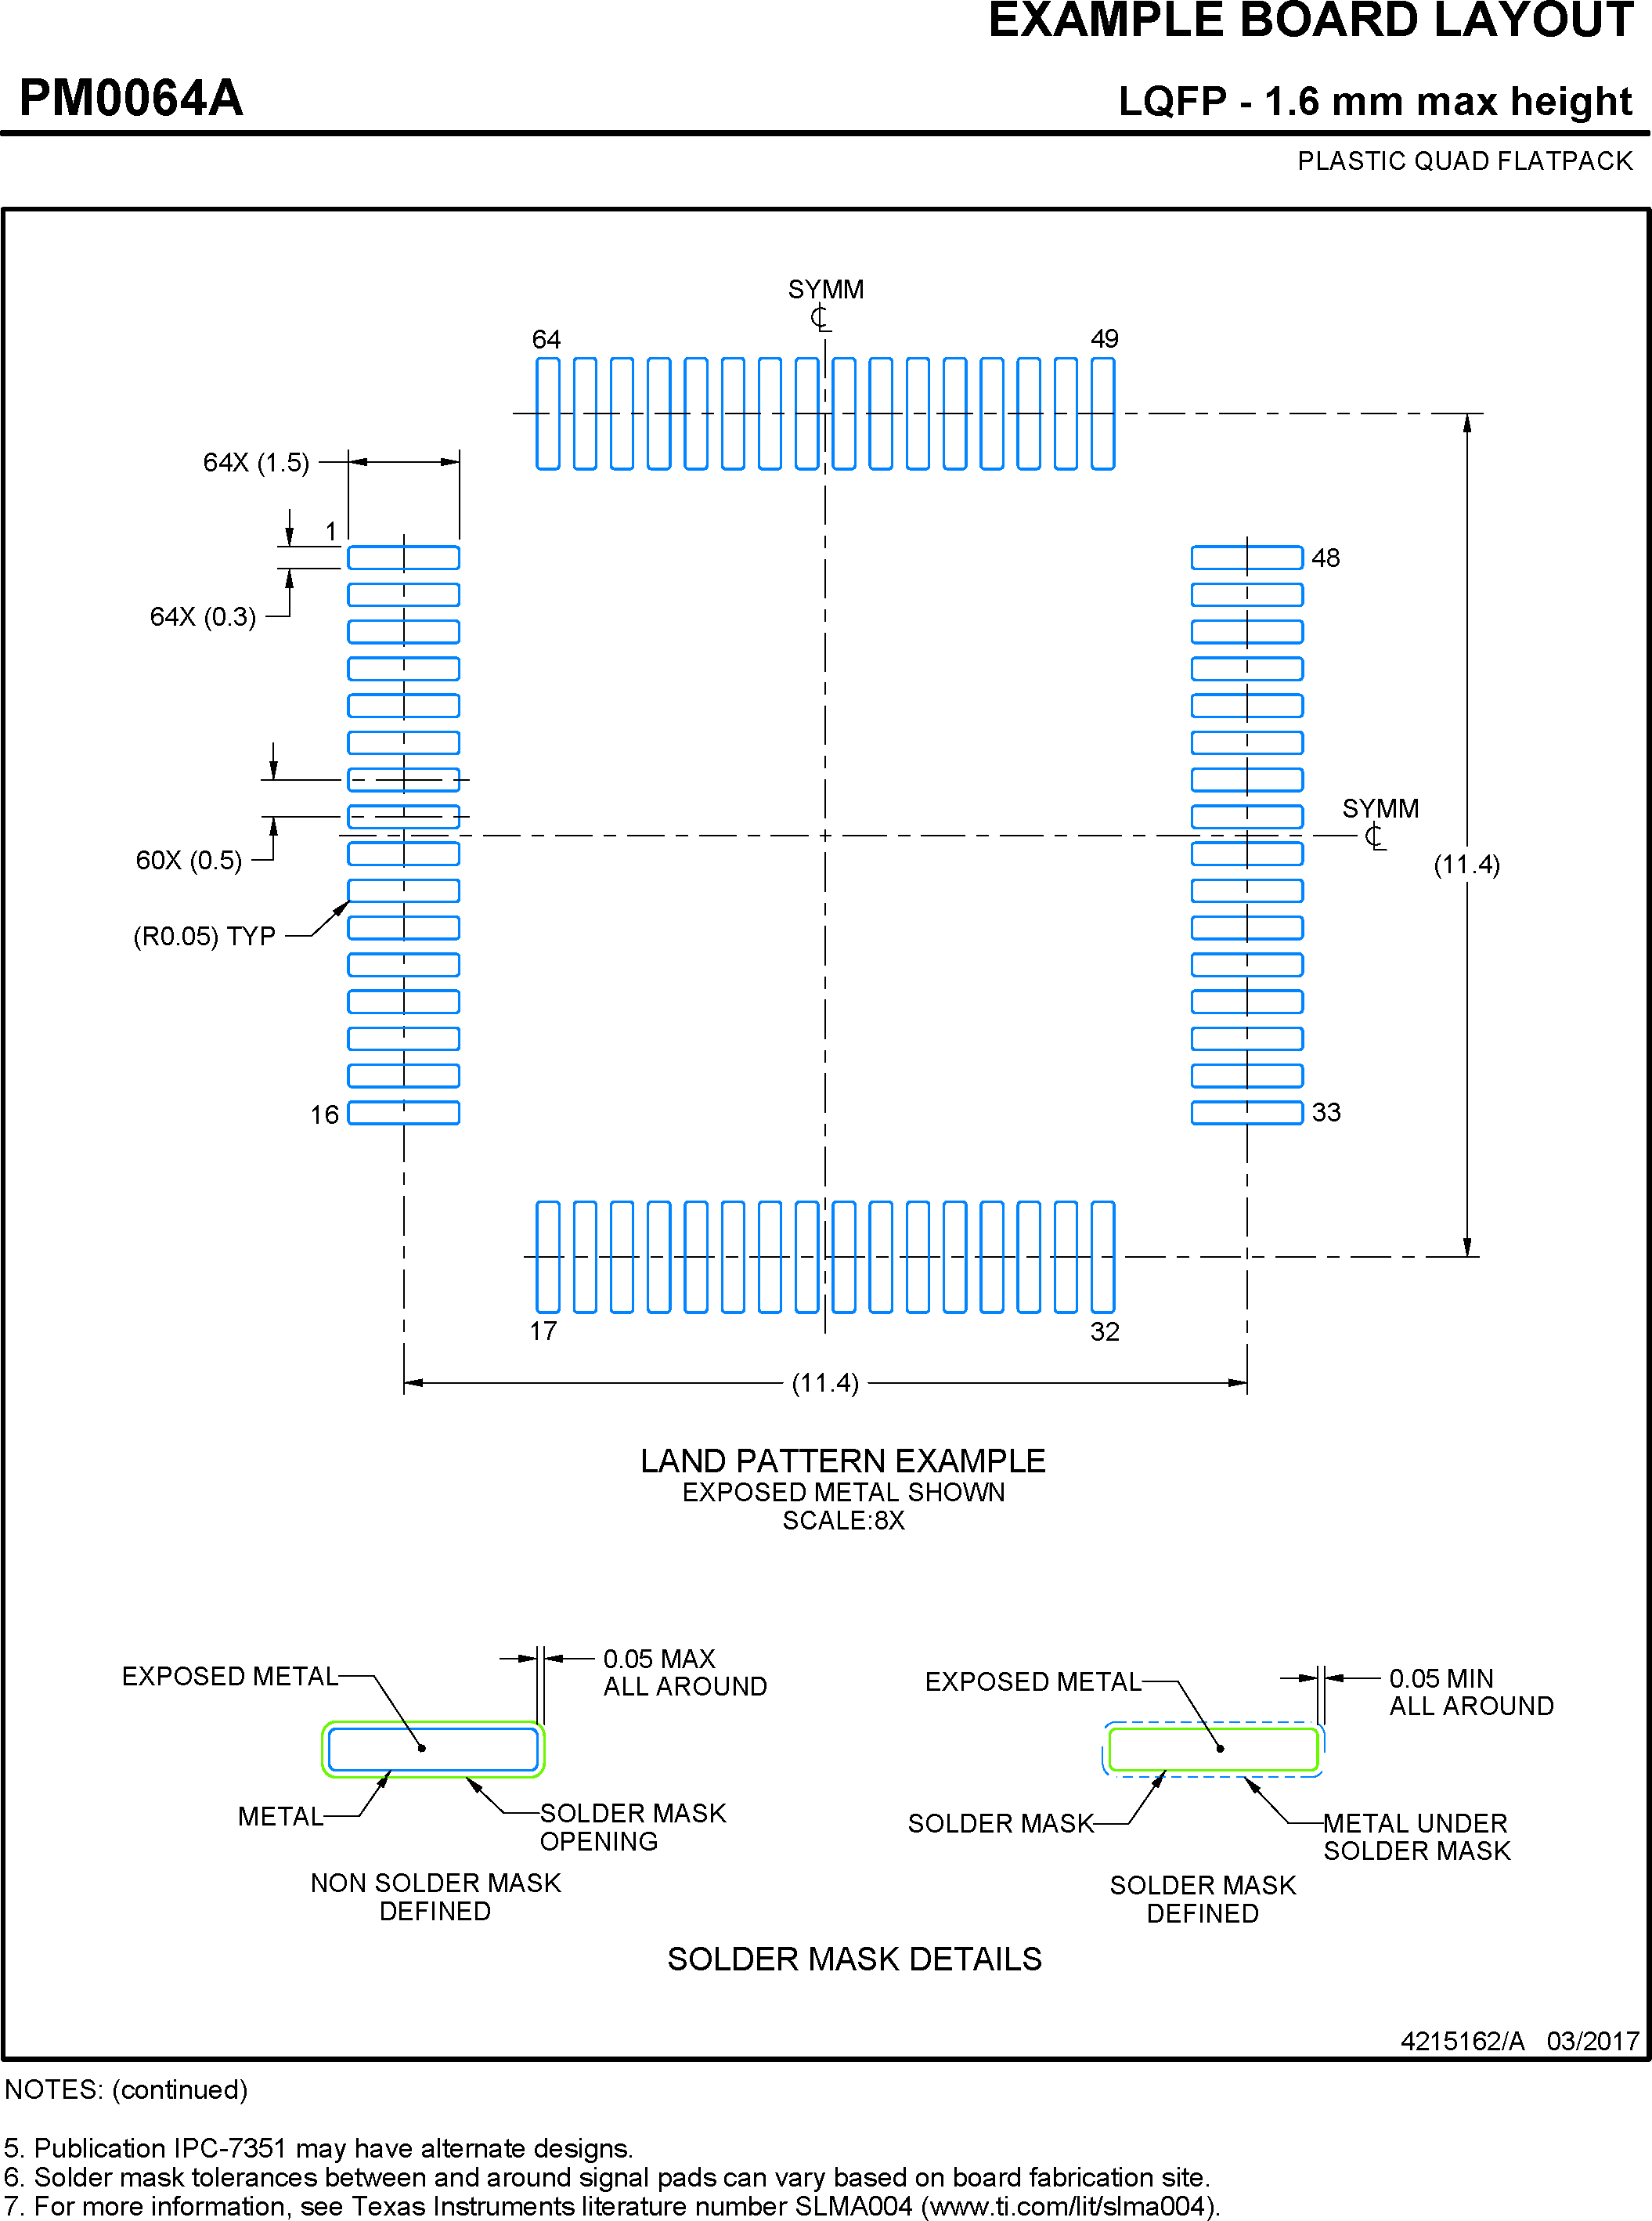 EXAMPLE BOARD LAYOUT
PM0064A
LQFP - 1.6 mm max height
PLASTIC QUAD FLATPACK
SYMM
64
49
64X (1.5)
1
48
64X (0.3)
SYMM
60X (0.5)
(11.4)
(R0.05) TYP
16
33
17
32
(11.4)
LAND PATTERN EXAMPLE
EXPOSED METAL SHOWN
SCALE:8X
EXPOSED METAL
0.05 MAX
ALL AROUND
METAL
SOLDER MASK
OPENING
NON SOLDER MASK
DEFINED
EXPOSED METAL
0.05 MIN
ALL AROUND
SOLDER MASK
METAL UNDER
SOLDER MASK
SOLDER MASK
DEFINED
SOLDER MASK DETAILS
4215162/A 03/2017
NOTES: (continued)
5. Publication IPC-7351 may have alternate designs.
6. Solder mask tolerances between and around signal pads can vary based on board fabrication site.
7. For more information, see Texas Instruments literature number SLMA004 (www.ti.com/lit/slma004).